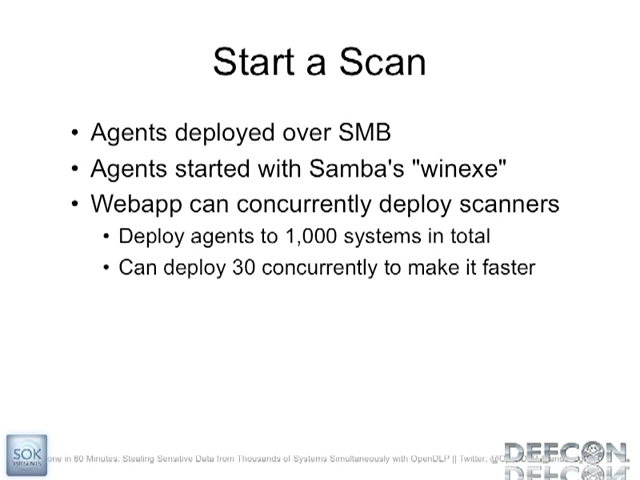 Start a Scan
• Agents deployed over SMB
• Agents started with Samba's "winexe"
• Webapp can concurrently deploy scanners
• Deploy agents to 1,000 systems in total
• Can deploy 30 concurrently to make it faster
SOK
PRESENTS
one in 60 Minutes: Stealing Sensitive Data from Thousands of Systems Simultaneously with OpenDLP || Twitter:
DEFCON